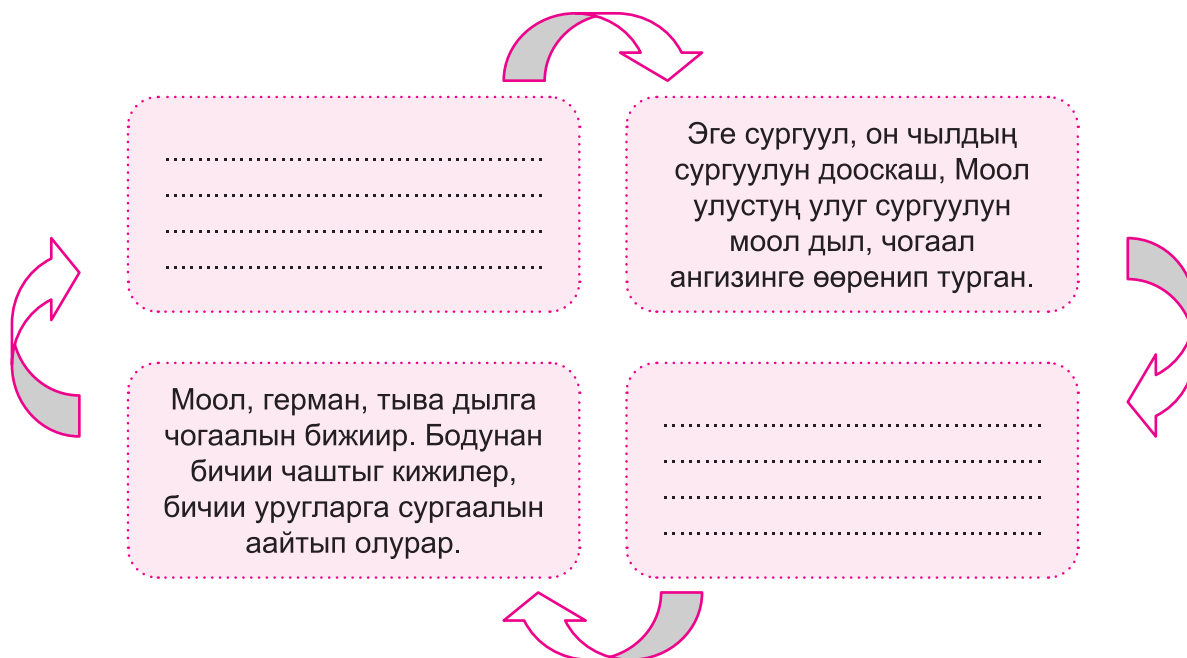 ........................................................
........................................................
........................................................
........................................................
Эге сургуул, он чылдың
сургуулун дооскаш, Моол
улустуң улуг сургуулун
моол дыл, чогаал
ангизинге өөренип турган.
Моол, герман, тыва дылга
чогаалын бижиир. Бодунан
бичии чаштыг кижилер,
бичии уругларга сургаалын
аайтып олурар.
........................................................
........................................................
........................................................
........................................................